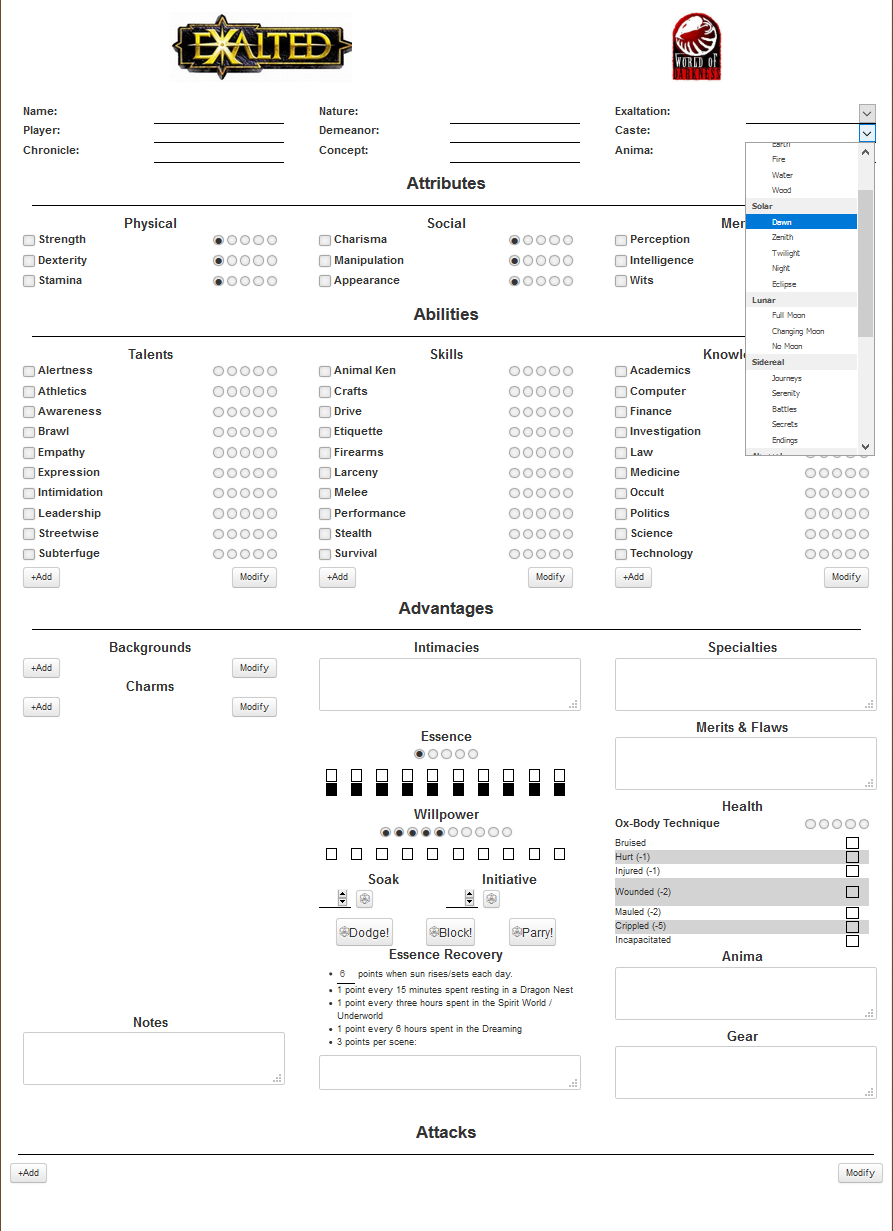 EXALTED
WORLD OF
DARKNESS
Name: Nature: Exaltation:
Player: Demeanor: Caste:
Chronicle: Concept: Anima:
Earth
Fire
Water
Wood
Solar
Dawn
Zenith
Twilight
Night
Eclipse
Lunar
Full Moon
Changing Moon
No Moon
Sidereal
Journeys
Serenity
Battles
Secrets
Endings
Attributes
Physical Social
Strength Charisma Perception
Dexterity Manipulation Intelligence
Stamina Appearance Wits
Abilities
Talents Skills
Alertness Animal Ken Academics
Athletics Crafts Computer
Awareness Drive Finance
Brawl Etiquette Investigation
Empathy Firearms Law
Expression Larceny Medicine
Intimidation Melee Occult
Leadership Performance Politics
Streetwise Stealth Science
Subterfuge Survival Technology
+Add Modify +Add Modify +Add Modify
Advantages
Backgrounds Intimacies Specialties
+Add Modify
Charms
+Add Modify
Merits & Flaws
Essence
Health
Willpower
Ox-Body Technique
Bruised
Hurt (-1)
Injured (-1)
Wounded (-2)
Mauled (-2)
Crippled (-5)
Incapacitated
Soak Initiative
Dodge! Block! Parry!
Essence Recovery
• 6 points when sun rises/sets each day.
• 1 point every 15 minutes spent resting in a Dragon Nest
• 1 point every three hours spent in the Spirit World /
Underworld
• 1 point every 6 hours spent in the Dreaming
• 3 points per scene:
Anima
Notes
Gear
Attacks
+Add Modify